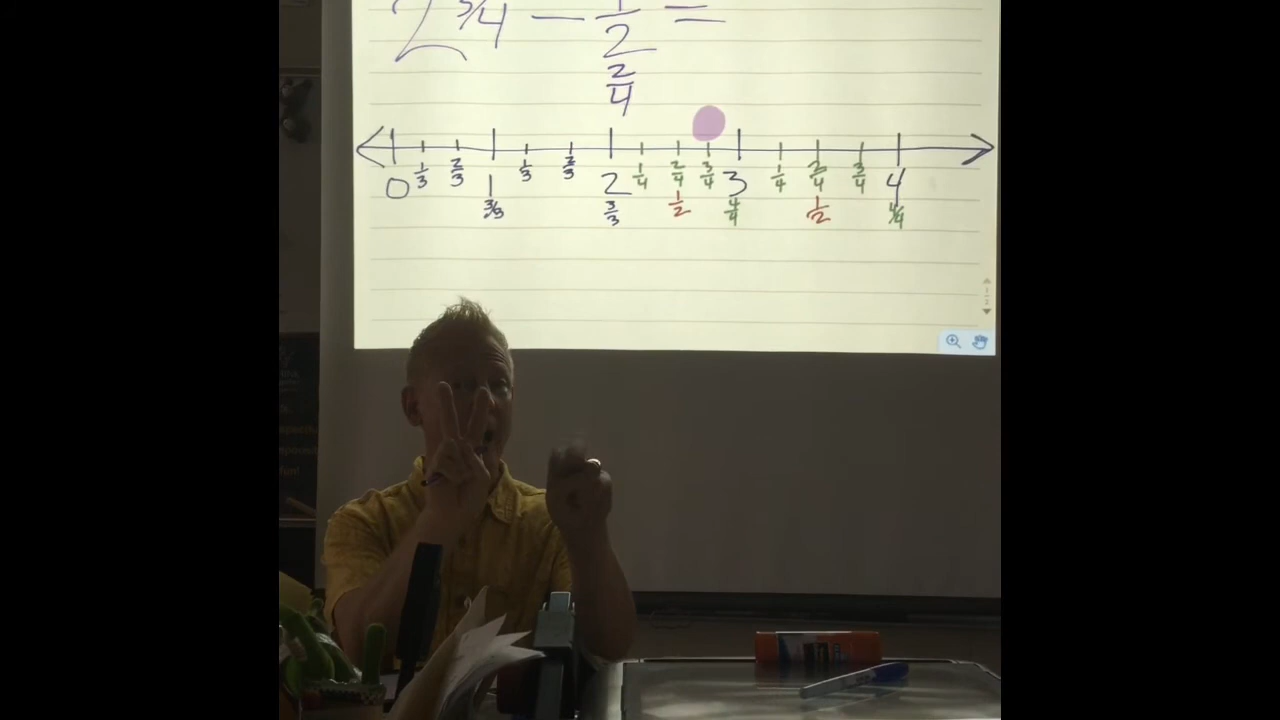 2 3/4 - 1/2 =
2/4
0 1/3 2/3 1 1/3 2/3 2 1/4 2/4 3/4 3 1/4 2/4 3/4 4
3/3 3/3 1/2 4/4 1/2 4/4